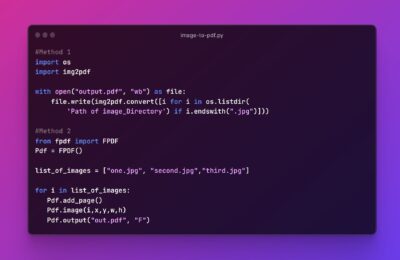 image-to-pdf.py
#Method 1
import os
import img2pdf

with open("output.pdf", "wb") as file:
    file.write(img2pdf.convert([i for i in os.listdir(
        'Path of image_Directory') if i.endswith(".jpg")]))

#Method 2
from fpdf import FPDF
Pdf = FPDF()

list_of_images = ["one.jpg", "second.jpg","third.jpg"]

for i in list_of_images:
    Pdf.add_page()
    Pdf.image(i,x,y,w,h)
    Pdf.output("out.pdf", "F")